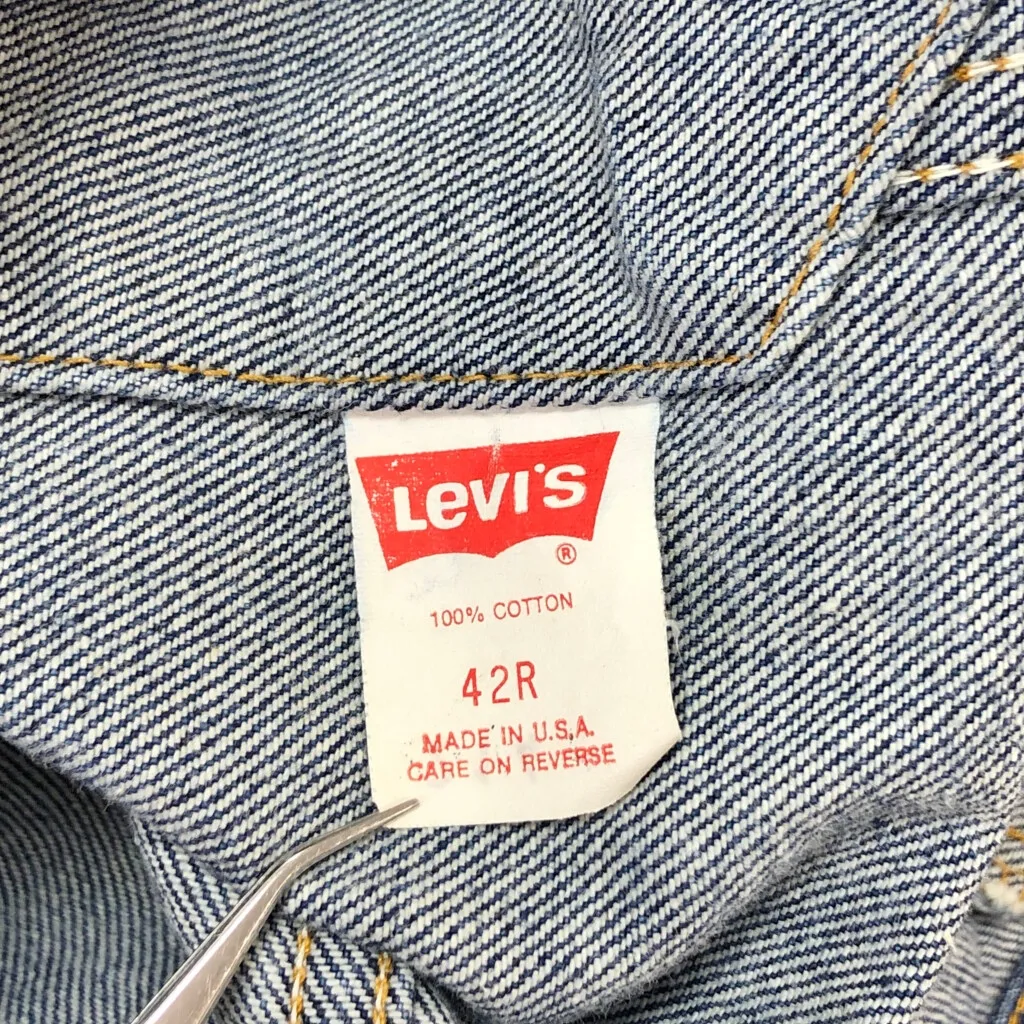 LEVI'S
®
100% COTTON
42R
MADE IN U.S.A.
CARE ON REVERSE